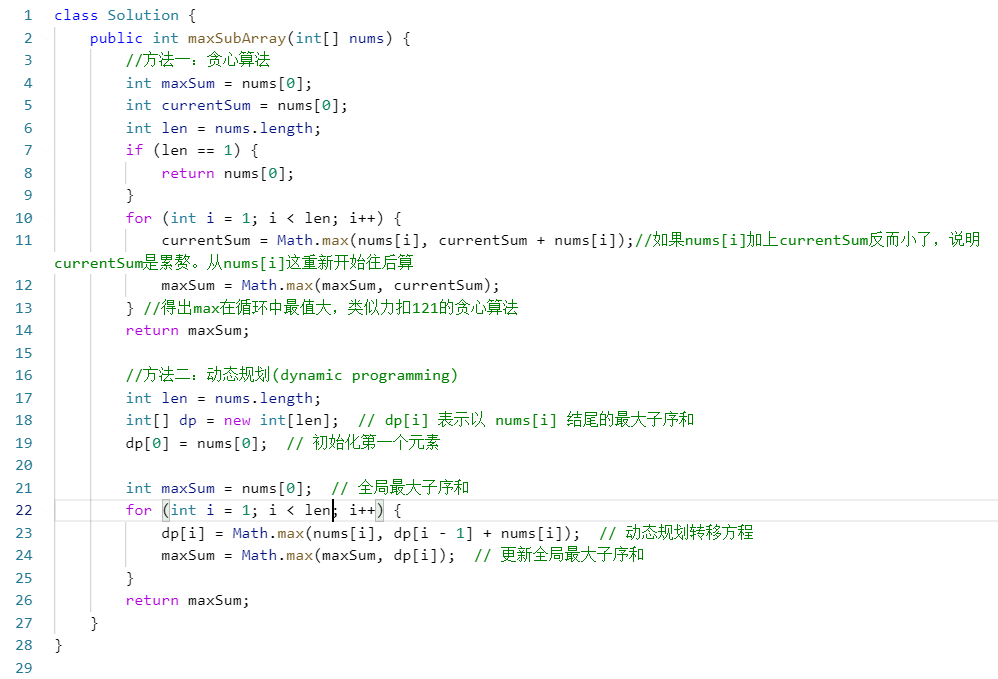 1 class Solution {
2 public int maxSubArray(int[] nums) {
3 //方法一：贪心算法
4 int maxSum = nums[0];
5 int currentSum = nums[0];
6 int len = nums.length;
7 if (len == 1) {
8 return nums[0];
9 }
10 for (int i = 1; i < len; i++) {
11 currentSum = Math.max(nums[i], currentSum + nums[i]);//如果nums[i]加上currentSum反而小了，说明
currentSum是累赘。从nums[i]这重新开始往后算
12 maxSum = Math.max(maxSum, currentSum);
13 } //得出max在循环中最值大，类似力扣121的贪心算法
14 return maxSum;
15
16 //方法二：动态规划(dynamic programming)
17 int len = nums.length;
18 int[] dp = new int[len];  // dp[i] 表示以 nums[i] 结尾的最大子序和
19 dp[0] = nums[0];  // 初始化第一个元素
20
21 int maxSum = nums[0];  // 全局最大子序和
22 for (int i = 1; i < len; i++) {
23 dp[i] = Math.max(nums[i], dp[i - 1] + nums[i]);  // 动态规划转移方程
24 maxSum = Math.max(maxSum, dp[i]);  // 更新全局最大子序和
25 }
26 return maxSum;
27 }
28 }
29